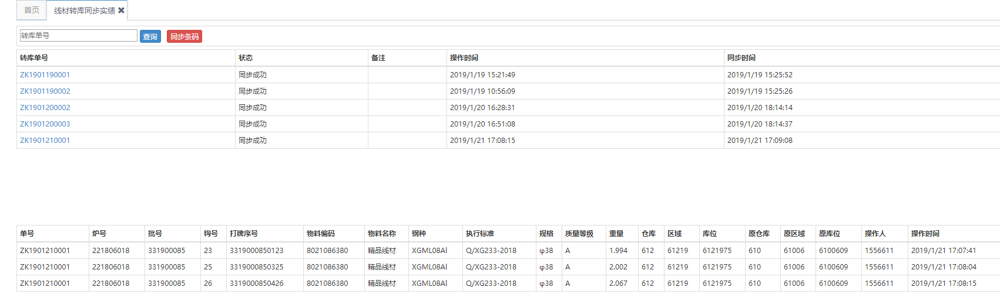 首页 线材转库同步实绩 ✖
转库单号 查询 同步条码
转库单号 状态 备注 操作时间 同步时间
ZK1901190001 同步成功 2019/1/19 15:21:49 2019/1/19 15:25:52
ZK1901190002 同步成功 2019/1/19 10:56:09 2019/1/19 15:25:26
ZK1901200002 同步成功 2019/1/20 16:28:31 2019/1/20 18:14:14
ZK1901200003 同步成功 2019/1/20 16:51:08 2019/1/20 18:14:37
ZK1901210001 同步成功 2019/1/21 17:08:15 2019/1/21 17:09:08
单号 炉号 批号 钩号 打牌序号 物料编码 物料名称 钢种 执行标准 规格 质量等级 重量 仓库 区域 库位 原仓库 原区域 原库位 操作人 操作时间
ZK1901210001 221806018 331900085 23 3319000850123 8021086380 精品线材 XGML08Al Q/XG233-2018 φ38 A 1.994 612 61219 6121975 610 61006 6100609 1556611 2019/1/21 17:07:41
ZK1901210001 221806018 331900085 25 3319000850325 8021086380 精品线材 XGML08Al Q/XG233-2018 φ38 A 2.002 612 61219 6121975 610 61006 6100609 1556611 2019/1/21 17:08:04
ZK1901210001 221806018 331900085 26 3319000850426 8021086380 精品线材 XGML08Al Q/XG233-2018 φ38 A 2.067 612 61219 6121975 610 61006 6100609 1556611 2019/1/21 17:08:15